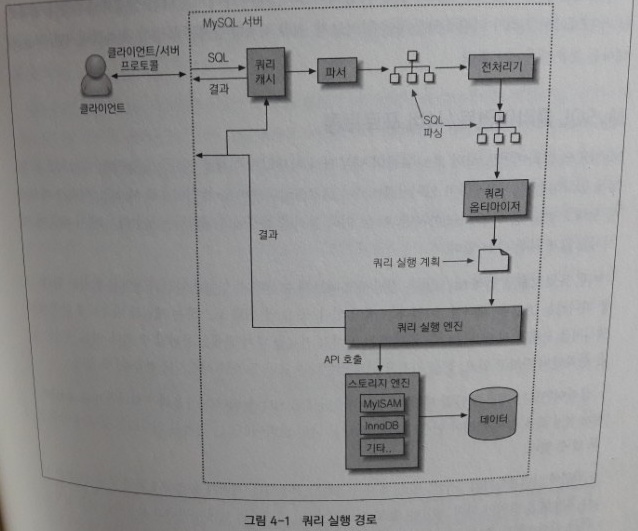 MySQL 서버
클라이언트/서버
프로토콜
클라이언트
SQL
결과
쿼리
캐시
파서
전처리기
SQL
파싱
쿼리
옵티마이저
쿼리 실행 계획
결과
쿼리 실행 엔진
API 호출
스토리지 엔진
MyISAM
InnoDB
기타..
데이터
그림 4-1 쿼리 실행 경로